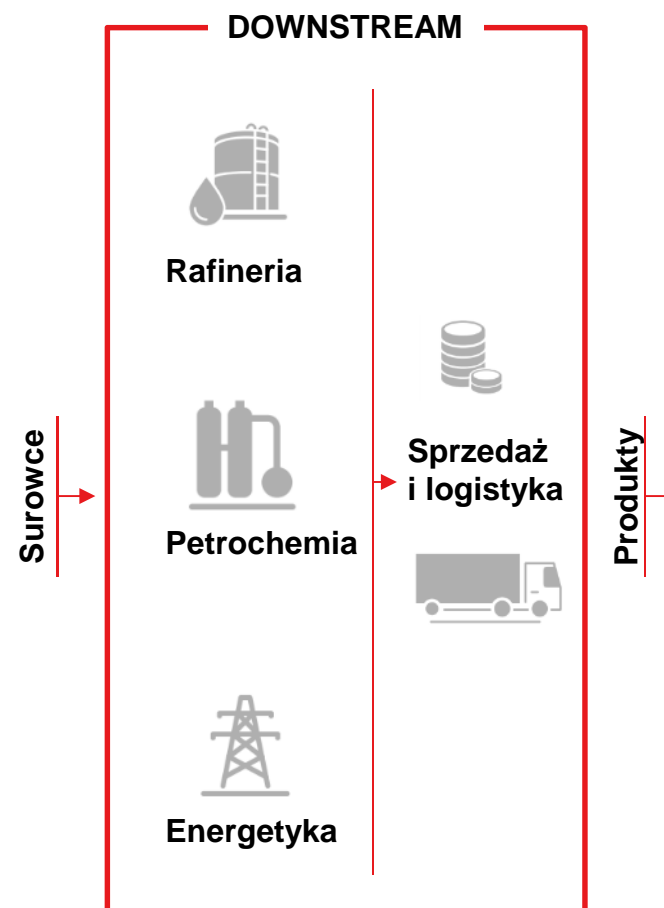 DOWNSTREAM
Surowce
Rafineria
Petrochemia
Energetyka
Sprzedaż
i logistyka
Produkty